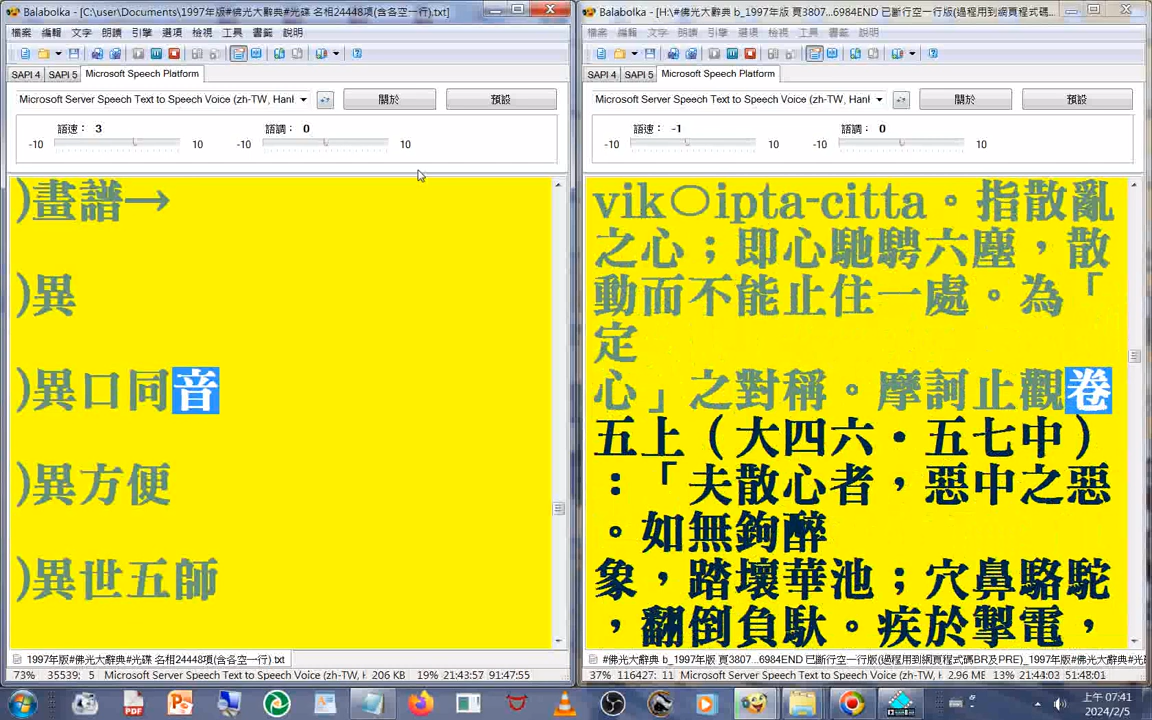 Balabolka - [C:\user\Documents\1997年版#佛光大辭典#光碟 名相24448項(含各空一行).txt]
檔案 編輯 文字 朗讀 引擎 選項 檢視 工具 書籤 說明
SAPI 4 SAPI 5 Microsoft Speech Platform
Microsoft Server Speech Text to Speech Voice (zh-TW, HanH
關於 預設
語速： 3 語調： 0
-10 10 -10 10
)畫譜→
)異
)異口同音
)異方便
)異世五師
1997年版#佛光大辭典#光碟 名相24448項(含各空一行).txt
73% 35539: 5 Microsoft Server Speech Text to Speech Voice (zh-TW, H 206 KB 19% 21:43:57 91:47:55
Balabolka - [H:\#佛光大辭典 b_1997年版 頁3807...6984END 已斷行空一行版(過程用到網頁程式碼...
檔案 編輯 文字 朗讀 引擎 選項 檢視 工具 書籤 說明
SAPI 4 SAPI 5 Microsoft Speech Platform
Microsoft Server Speech Text to Speech Voice (zh-TW, HanH
關於 預設
語速： -1 語調： 0
-10 10 -10 10
vik○ipta-citta。指散亂
之心；即心馳騁六塵，散
動而不能止住一處。為「
定
心」之對稱。摩訶止觀卷
五上（大四六・五七中）
：「夫散心者，惡中之惡
。如無鉤醉
象，踏壞華池；穴鼻駱駝
，翻倒負馱。疾於掣電，
#佛光大辭典 b_1997年版 頁3807...6984END 已斷行空一行版(過程用到網頁程式碼BR及PRE)_1997年版#光
37% 116427: 11 Microsoft Server Speech Text to Speech Voice (zh-TW, 2.96 MB 13% 21:44:03 51:48:01
上午 07:41
2024/2/5